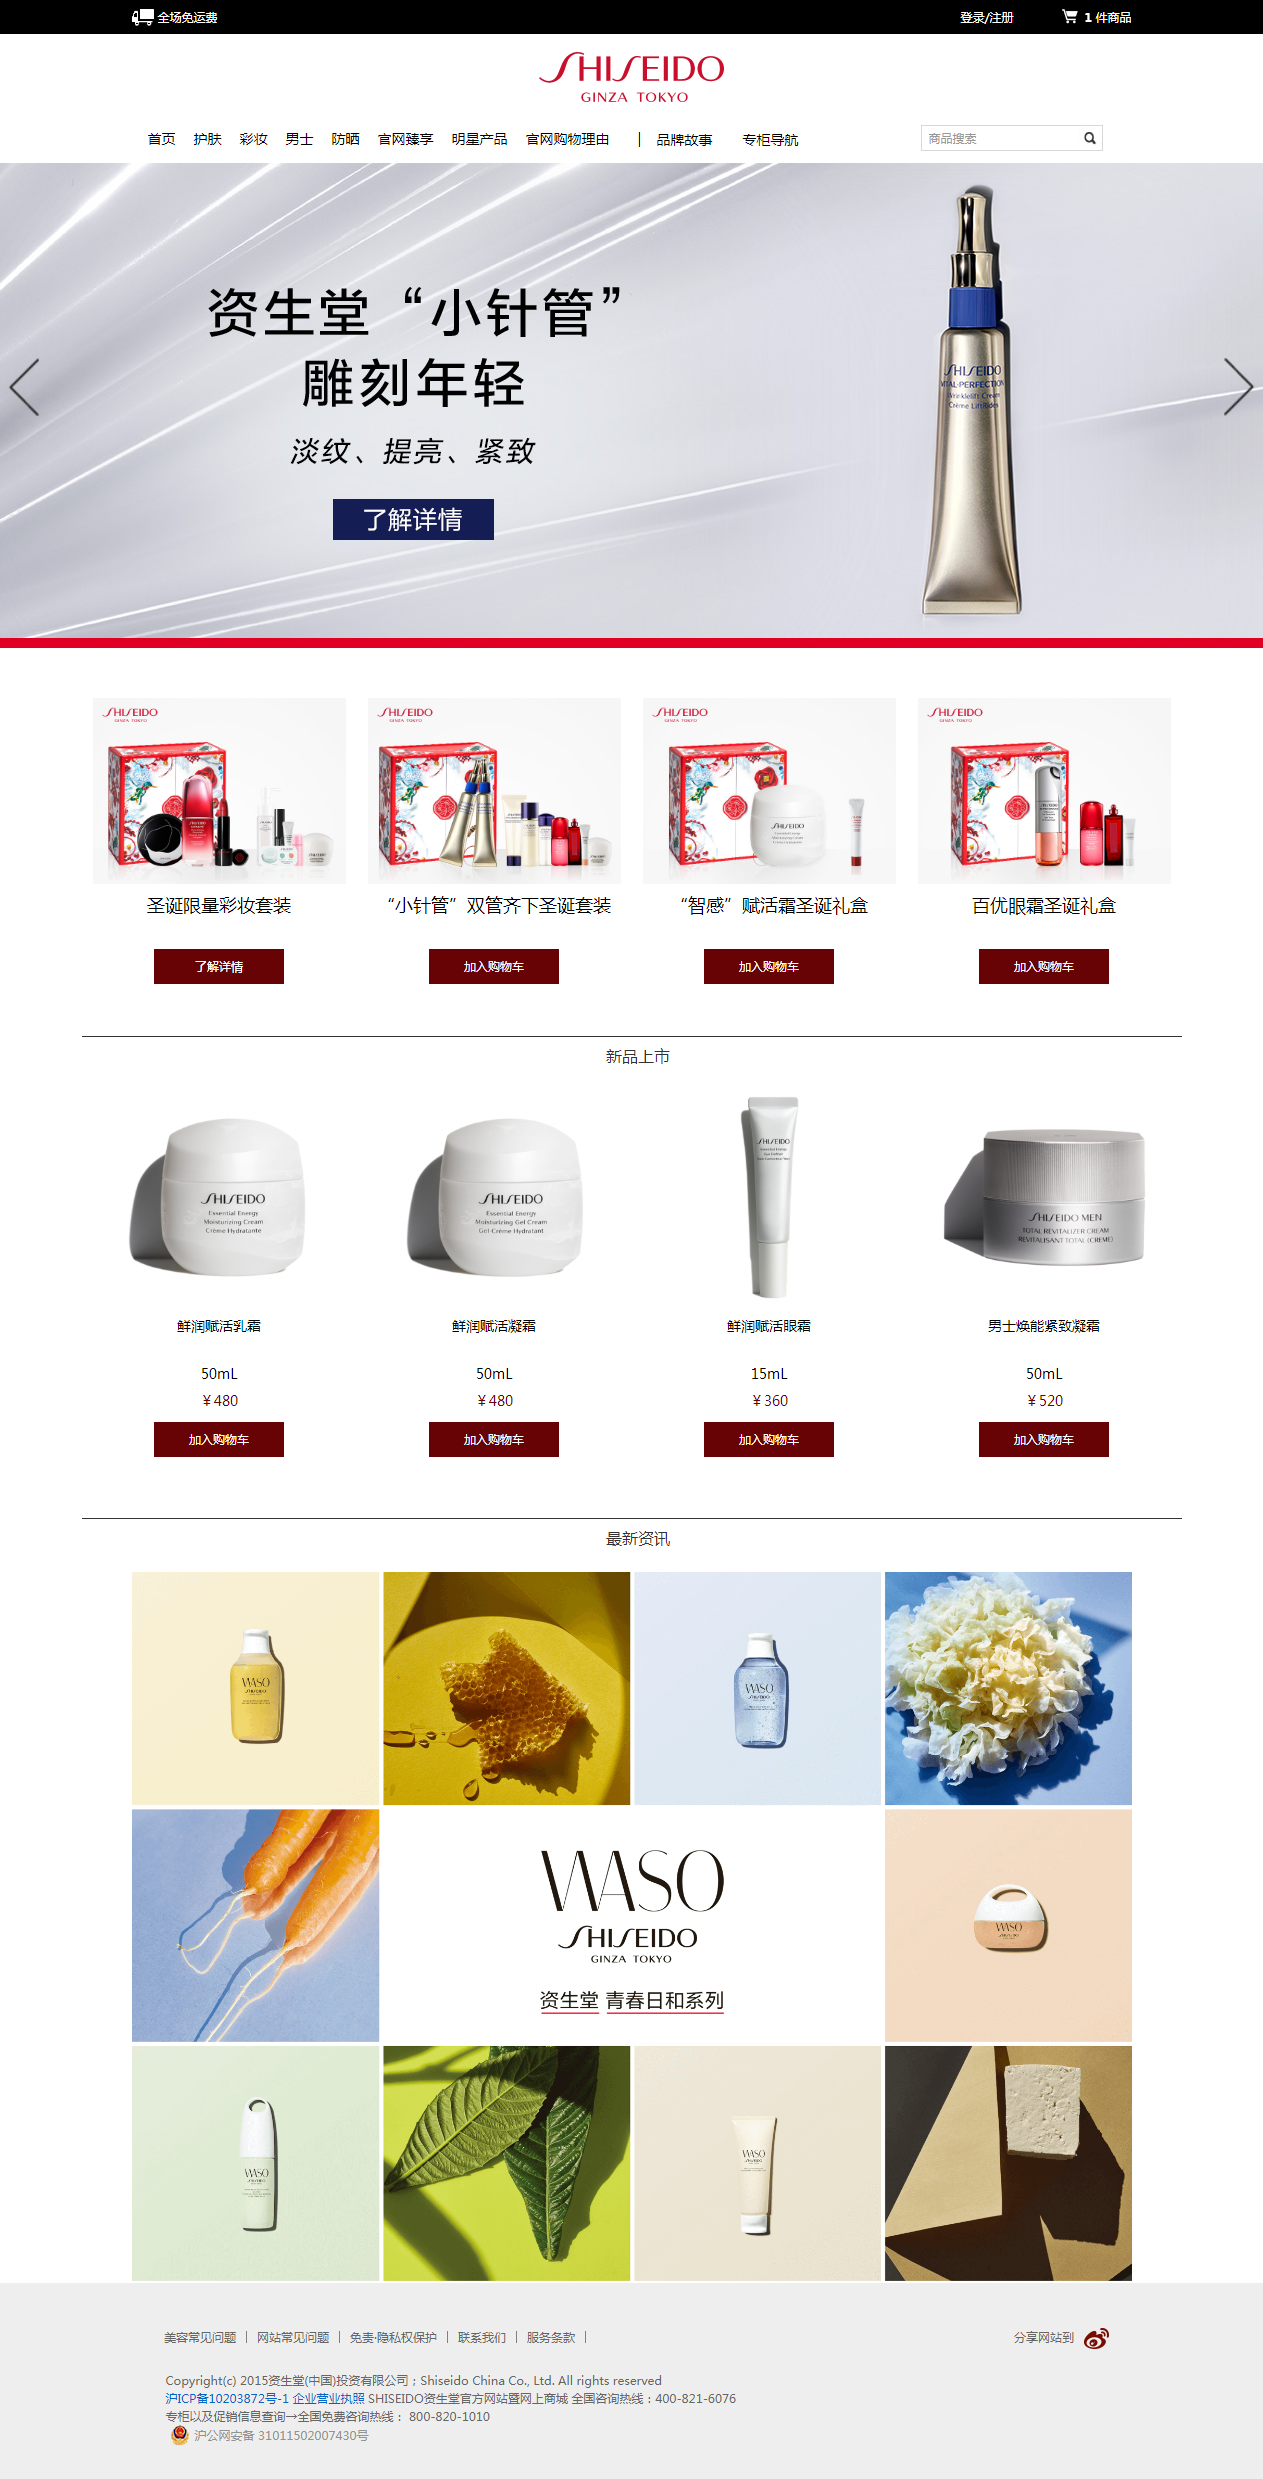 全场免运费
登录/注册
1 件商品
SHISEIDO
GINZA TOKYO
首页 护肤 彩妆 男士 防晒 官网臻享 明星产品 官网购物理由 | 品牌故事 专柜导航
商品搜索
资生堂“小针管”
雕刻年轻
淡纹、提亮、紧致
了解详情
SHISEIDO
VITAL-PERFECTION
Wrinklelift Cream
Crème LiftRides
SHISEIDO
GINZA TOKYO
SHISEIDO
GINZA TOKYO
SHISEIDO
GINZA TOKYO
SHISEIDO
GINZA TOKYO
SHISEIDO
圣诞限量彩妆套装
“小针管”双管齐下圣诞套装
“智感”赋活霜圣诞礼盒
百优眼霜圣诞礼盒
了解详情
加入购物车
加入购物车
加入购物车
新品上市
SHISEIDO
Essential Energy
Moisturizing Cream
Crème Hydratante
SHISEIDO
Essential Energy
Moisturizing Gel Cream
Gel-Crème Hydratant
SHISEIDO
Essential Energy
SHISEIDO MEN
TOTAL REVITALIZER CREAM
REVITALISANT TOTAL (CREME)
鲜润赋活乳霜
鲜润赋活凝霜
鲜润赋活眼霜
男士焕能紧致凝霜
50mL
50mL
15mL
50mL
￥480
￥480
￥360
￥520
加入购物车
加入购物车
加入购物车
加入购物车
最新资讯
WASO
SHISEIDO
WASO
SHISEIDO
WASO
SHISEIDO
GINZA TOKYO
资生堂 青春日和系列
WASO
SHISEIDO
WASO
SHISEIDO
WASO
SHISEIDO
美容常见问题 | 网站常见问题 | 免责·隐私权保护 | 联系我们 | 服务条款 |
分享网站到
Copyright(c) 2015资生堂(中国)投资有限公司；Shiseido China Co., Ltd. All rights reserved
沪ICP备10203872号-1 企业营业执照 SHISEIDO资生堂官方网站暨网上商城 全国咨询热线：400-821-6076
专柜以及促销信息查询→全国免费咨询热线： 800-820-1010
沪公网安备 31011502007430号